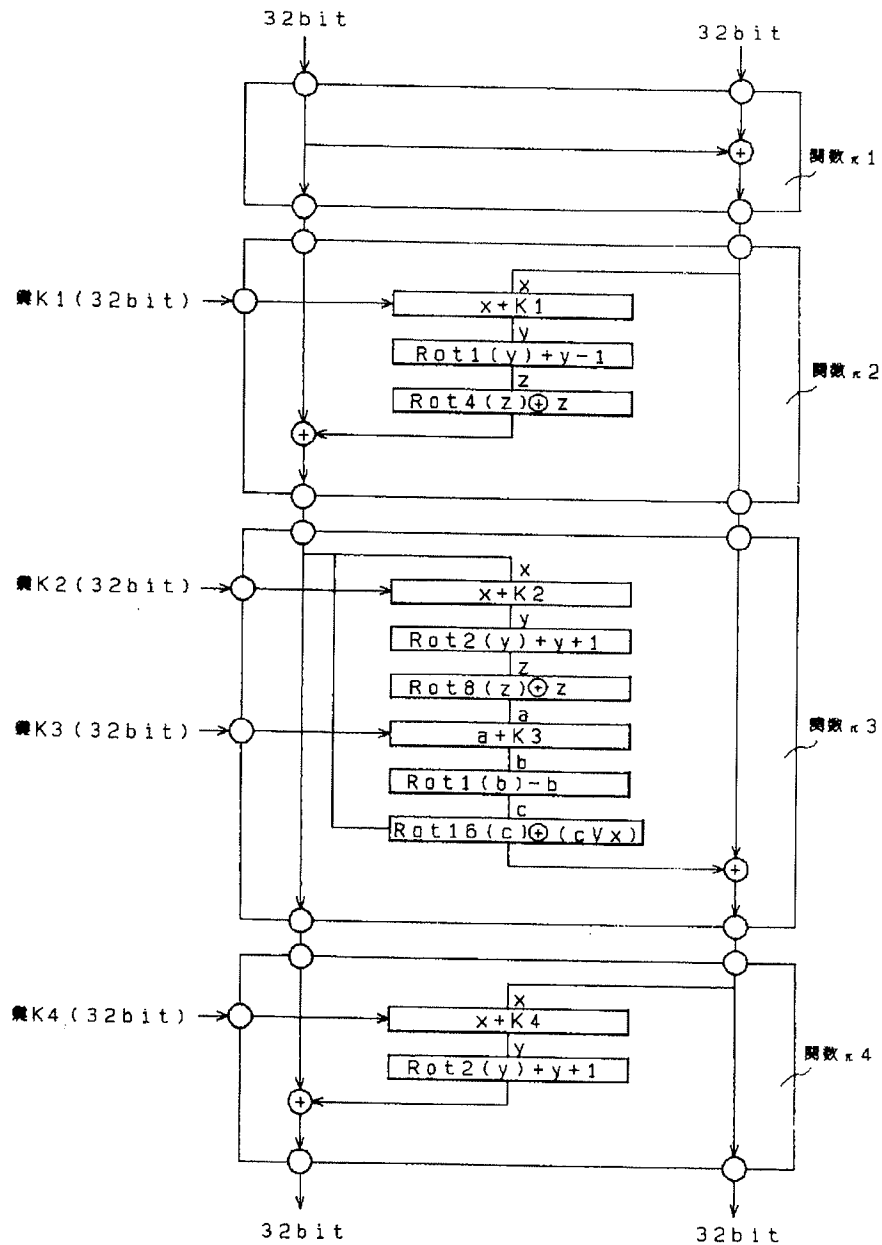 32bit
32bit
関数π1
鍵K1(32bit)
x
x+K1
y
Rot1(y)+y-1
z
Rot4(z)⊕z
関数π2
鍵K2(32bit)
x
x+K2
y
Rot2(y)+y+1
z
Rot8(z)⊕z
鍵K3(32bit)
a
a+K3
b
Rot1(b)-b
c
Rot16(c)⊕(c∨x)
関数π3
鍵K4(32bit)
x
x+K4
y
Rot2(y)+y+1
関数π4
32bit
32bit